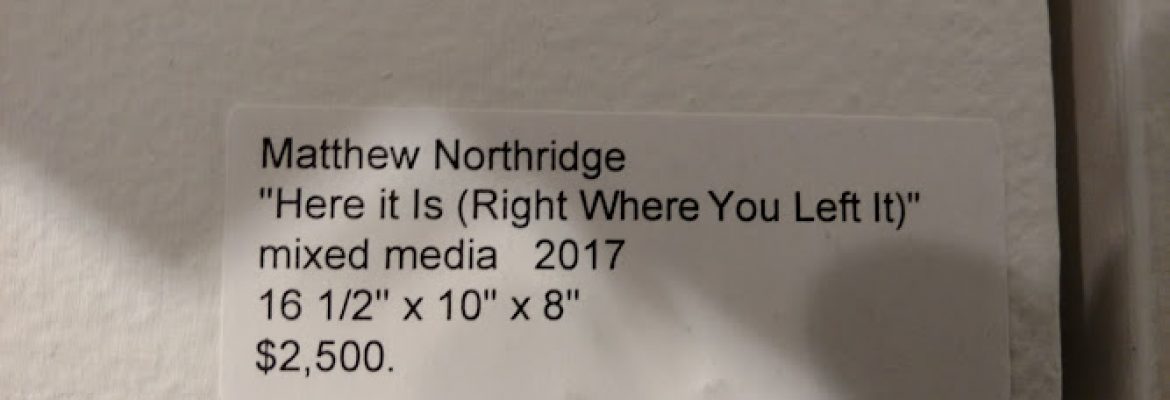 Matthew Northridge
"Here it Is (Right Where You Left It)"
mixed media 2017
16 1/2" x 10" x 8"
$2,500.